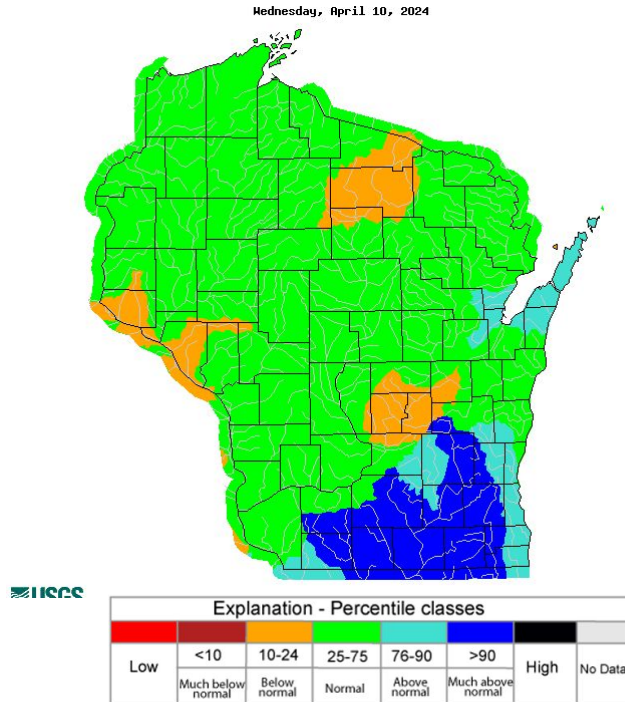 Wednesday, April 10, 2024
USGS
Explanation - Percentile classes
Low
<10
10-24
25-75
76-90
>90
High
No Data
Much below
normal
Below
normal
Normal
Above
normal
Much above
normal